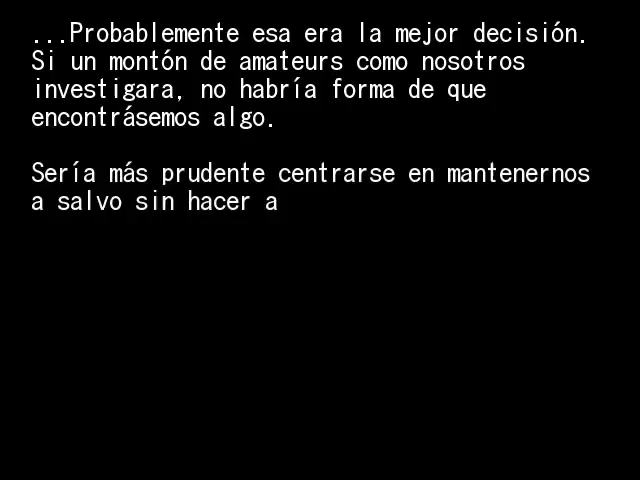 ...Probablemente esa era la mejor decisión.
Si un montón de amateurs como nosotros
investigara, no habría forma de que
encontrásemos algo.
Sería más prudente centrarse en mantenernos
a salvo sin hacer a